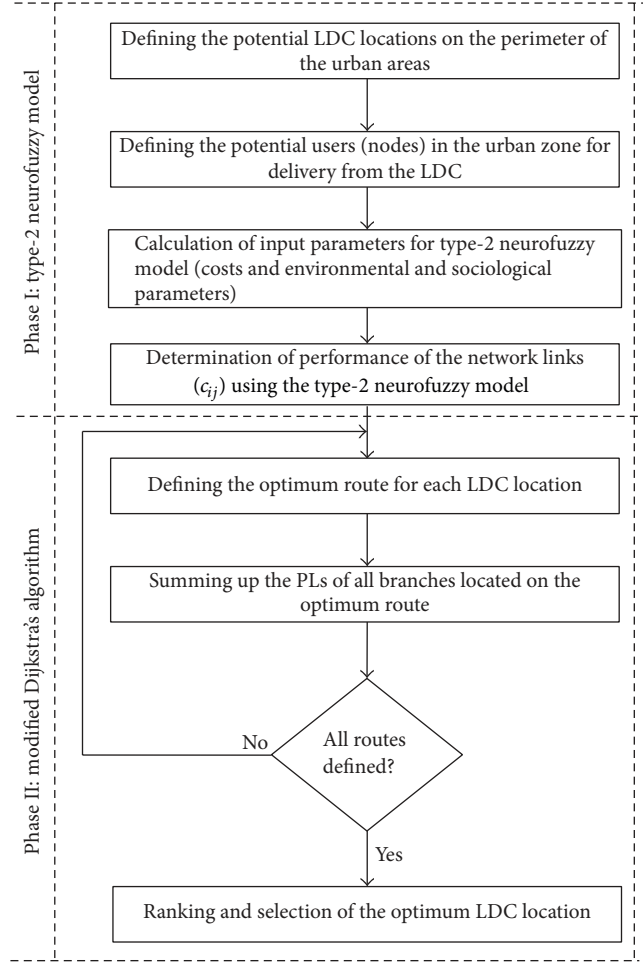 Phase I: type-2 neurofuzzy model
Defining the potential LDC locations on the perimeter of
the urban areas
Defining the potential users (nodes) in the urban zone for
delivery from the LDC
Calculation of input parameters for type-2 neurofuzzy
model (costs and environmental and sociological
parameters)
Determination of performance of the network links
(c_{ij}) using the type-2 neurofuzzy model
Phase II: modified Dijkstra's algorithm
Defining the optimum route for each LDC location
Summing up the PLs of all branches located on the
optimum route
No
All routes
defined?
Yes
Ranking and selection of the optimum LDC location